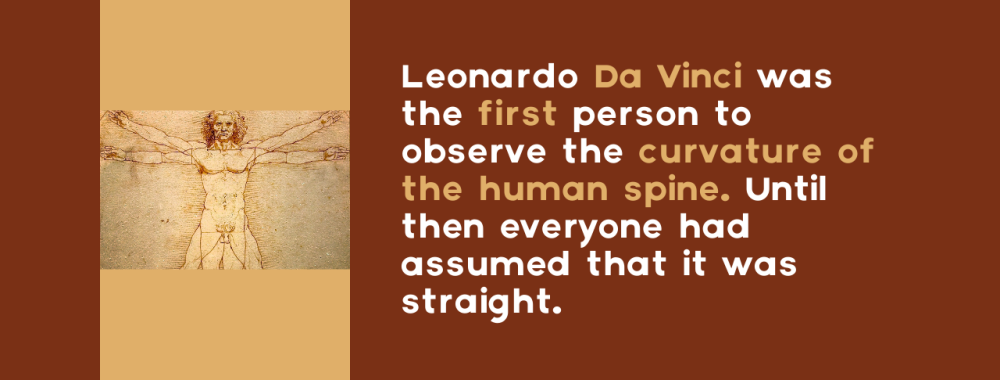 Leonardo Da Vinci was
the first person to
observe the curvature of
the human spine. Until
then everyone had
assumed that it was
straight.